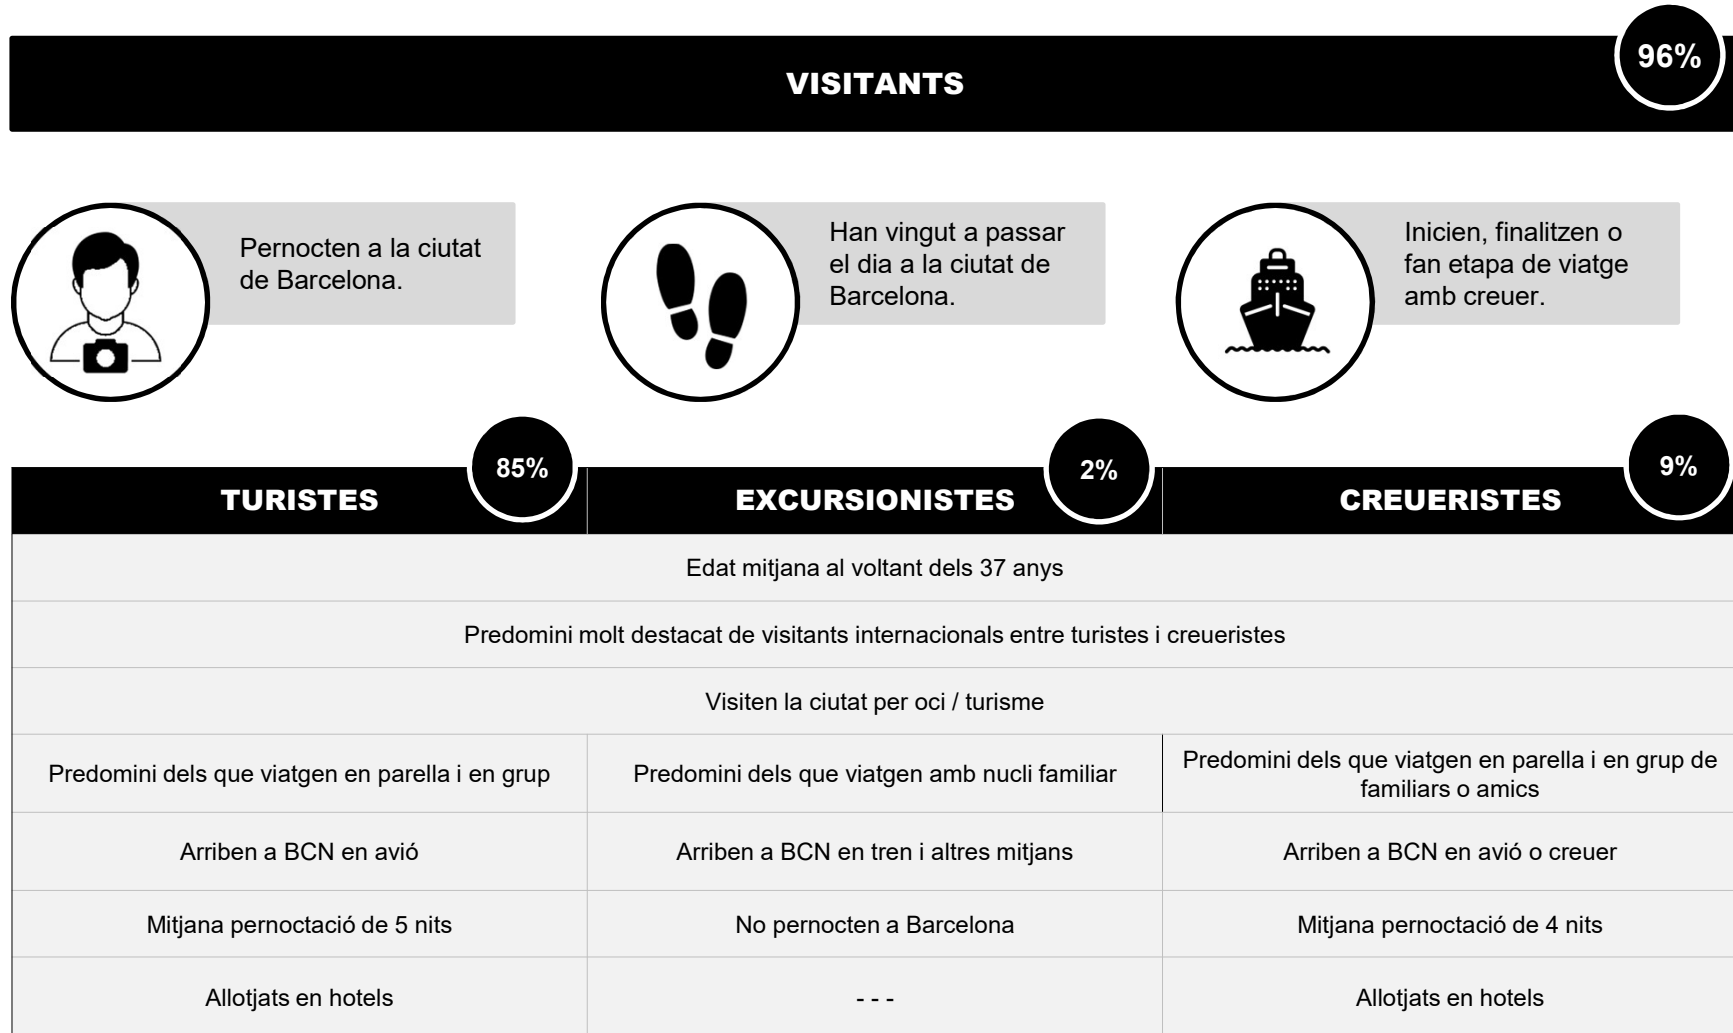 96%
VISITANTS
Pernocten a la ciutat
de Barcelona.
Han vingut a passar
el dia a la ciutat de
Barcelona.
Inicien, finalitzen o
fan etapa de viatge
amb creuer.
85%
2%
9%
TURISTES
EXCURSIONISTES
CREUERISTES
Edat mitjana al voltant dels 37 anys
Predomini molt destacat de visitants internacionals entre turistes i creueristes
Visiten la ciutat per oci / turisme
Predomini dels que viatgen en parella i en grup
Predomini dels que viatgen amb nucli familiar
Predomini dels que viatgen en parella i en grup de
familiars o amics
Arriben a BCN en avió
Arriben a BCN en tren i altres mitjans
Arriben a BCN en avió o creuer
Mitjana pernoctació de 5 nits
No pernocten a Barcelona
Mitjana pernoctació de 4 nits
Allotjats en hotels
- - -
Allotjats en hotels